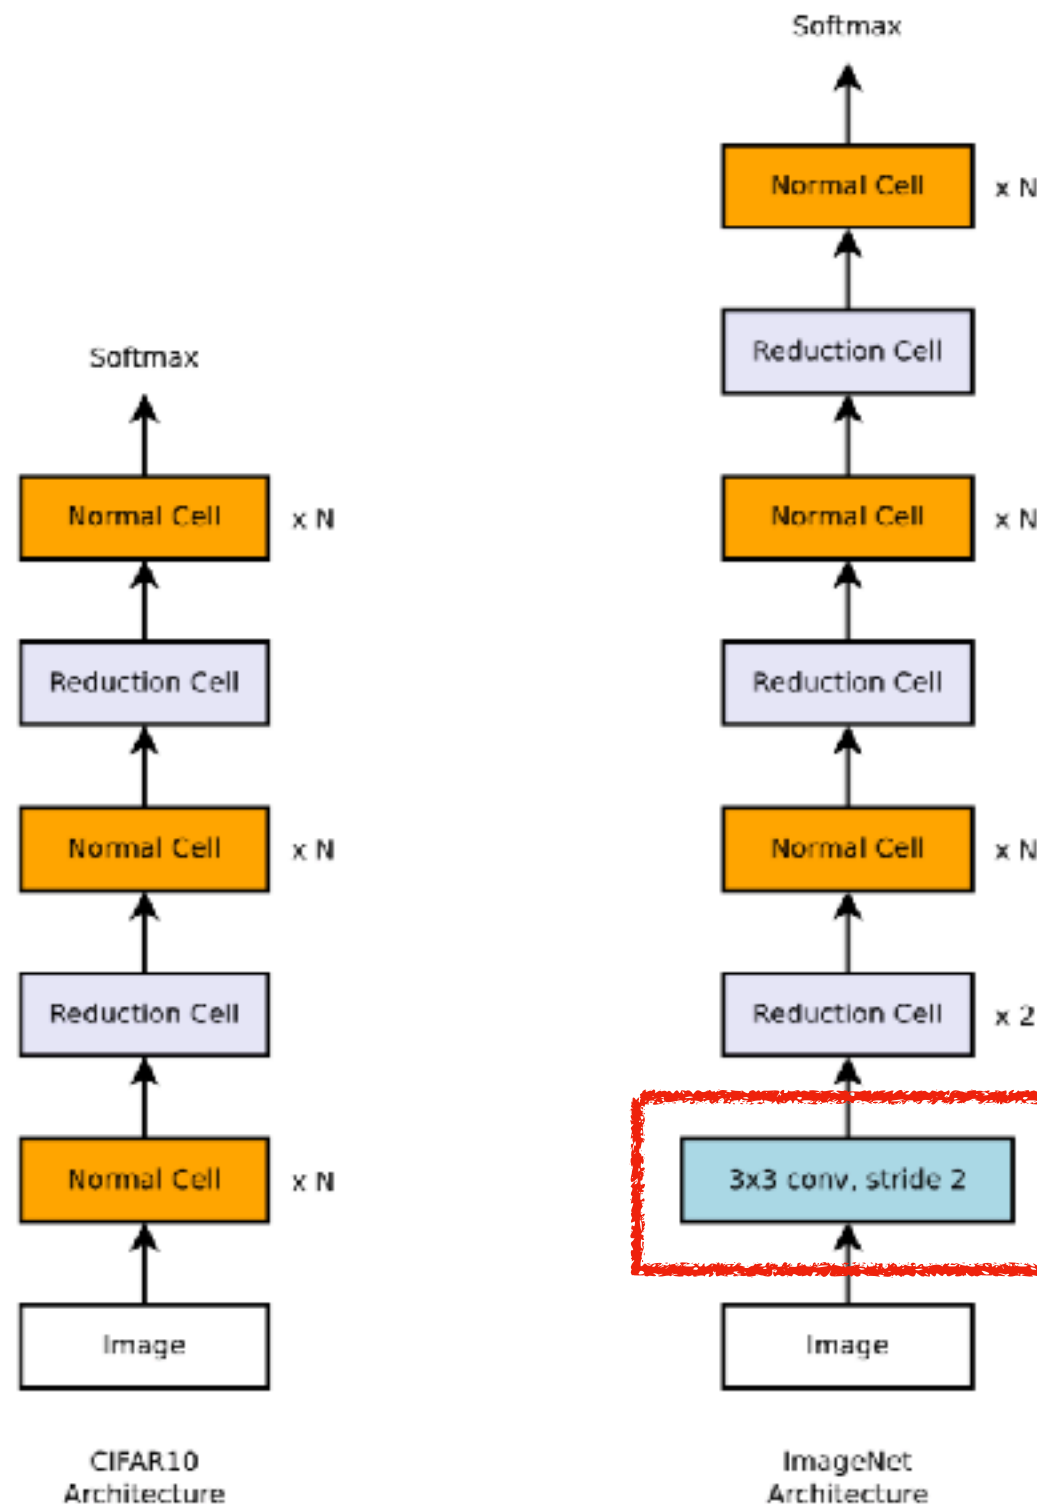 Softmax
Normal Cell x N
Reduction Cell
Normal Cell x N
Reduction Cell
Normal Cell x N
Image
CIFAR10
Architecture
Softmax
Normal Cell x N
Reduction Cell
Normal Cell x N
Reduction Cell
Normal Cell x N
Reduction Cell x 2
3x3 conv, stride 2
Image
ImageNet
Architecture